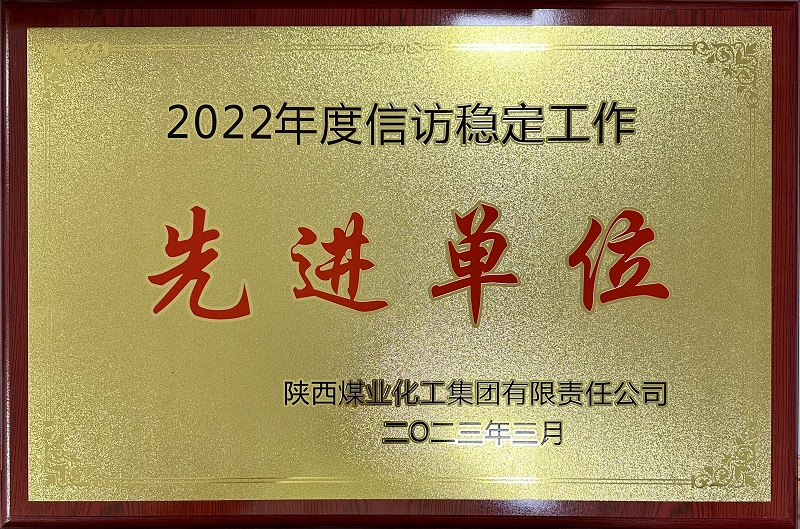 2022年度信访稳定工作
先进单位
陕西煤业化工集团有限责任公司
二〇二三年三月